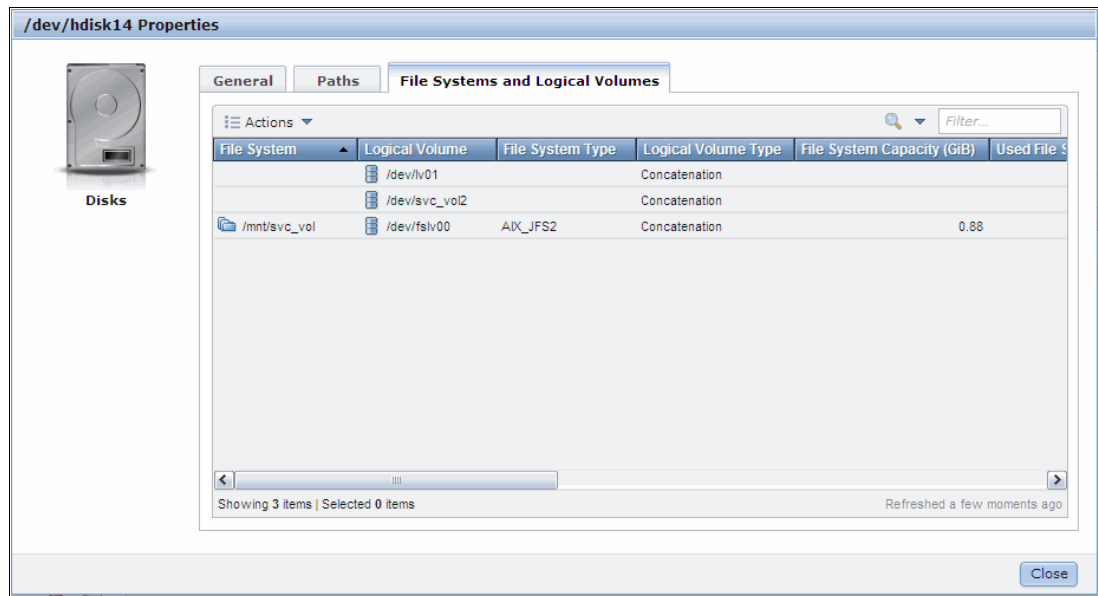 /dev/hdisk14 Properties
Disks
General Paths File Systems and Logical Volumes
Actions Filter...
File System Logical Volume File System Type Logical Volume Type File System Capacity (GiB) Used File S
/dev/lv01 Concatenation
/dev/svc_vol2 Concatenation
/mnt/svc_vol /dev/fslv00 AIX_JFS2 Concatenation 0.88
Showing 3 items | Selected 0 items Refreshed a few moments ago
Close